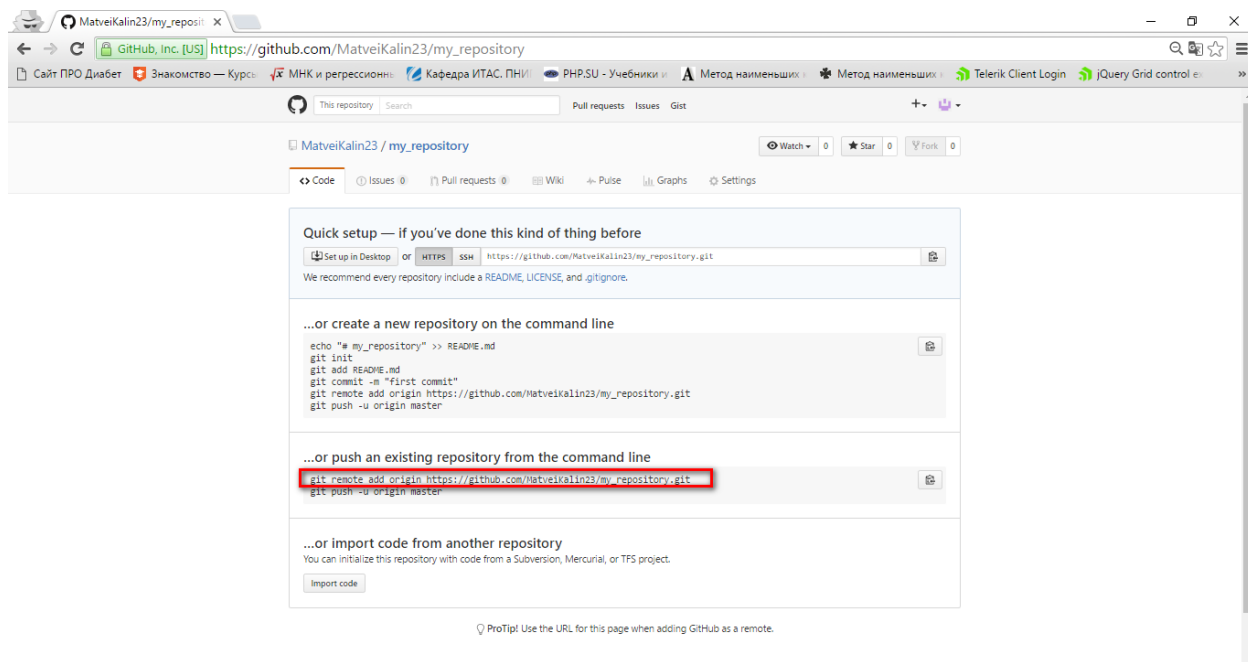 MatveiKalin23/my_reposit
GitHub, Inc. [US] https://github.com/MatveiKalin23/my_repository
Сайт ПРО Диабет Знакомство — Курсы МНК и регрессионн Кафедра ИТАС. ПНИ PHP.SU - Учебники и Метод наименьших Метод наименьших Telerik Client Login jQuery Grid control e
This repository Search Pull requests Issues Gist
MatveiKalin23 / my_repository Watch 0 Star 0 Fork 0
Code Issues 0 Pull requests 0 Wiki Pulse Graphs Settings
Quick setup — if you've done this kind of thing before
Set up in Desktop or HTTPS SSH https://github.com/MatveiKalin23/my_repository.git
We recommend every repository include a README, LICENSE, and .gitignore.
...or create a new repository on the command line
echo "# my_repository" >> README.md
git init
git add README.md
git commit -m "first commit"
git remote add origin https://github.com/MatveiKalin23/my_repository.git
git push -u origin master
...or push an existing repository from the command line
git remote add origin https://github.com/MatveiKalin23/my_repository.git
git push -u origin master
...or import code from another repository
You can initialize this repository with code from a Subversion, Mercurial, or TFS project.
Import code
ProTip! Use the URL for this page when adding GitHub as a remote.